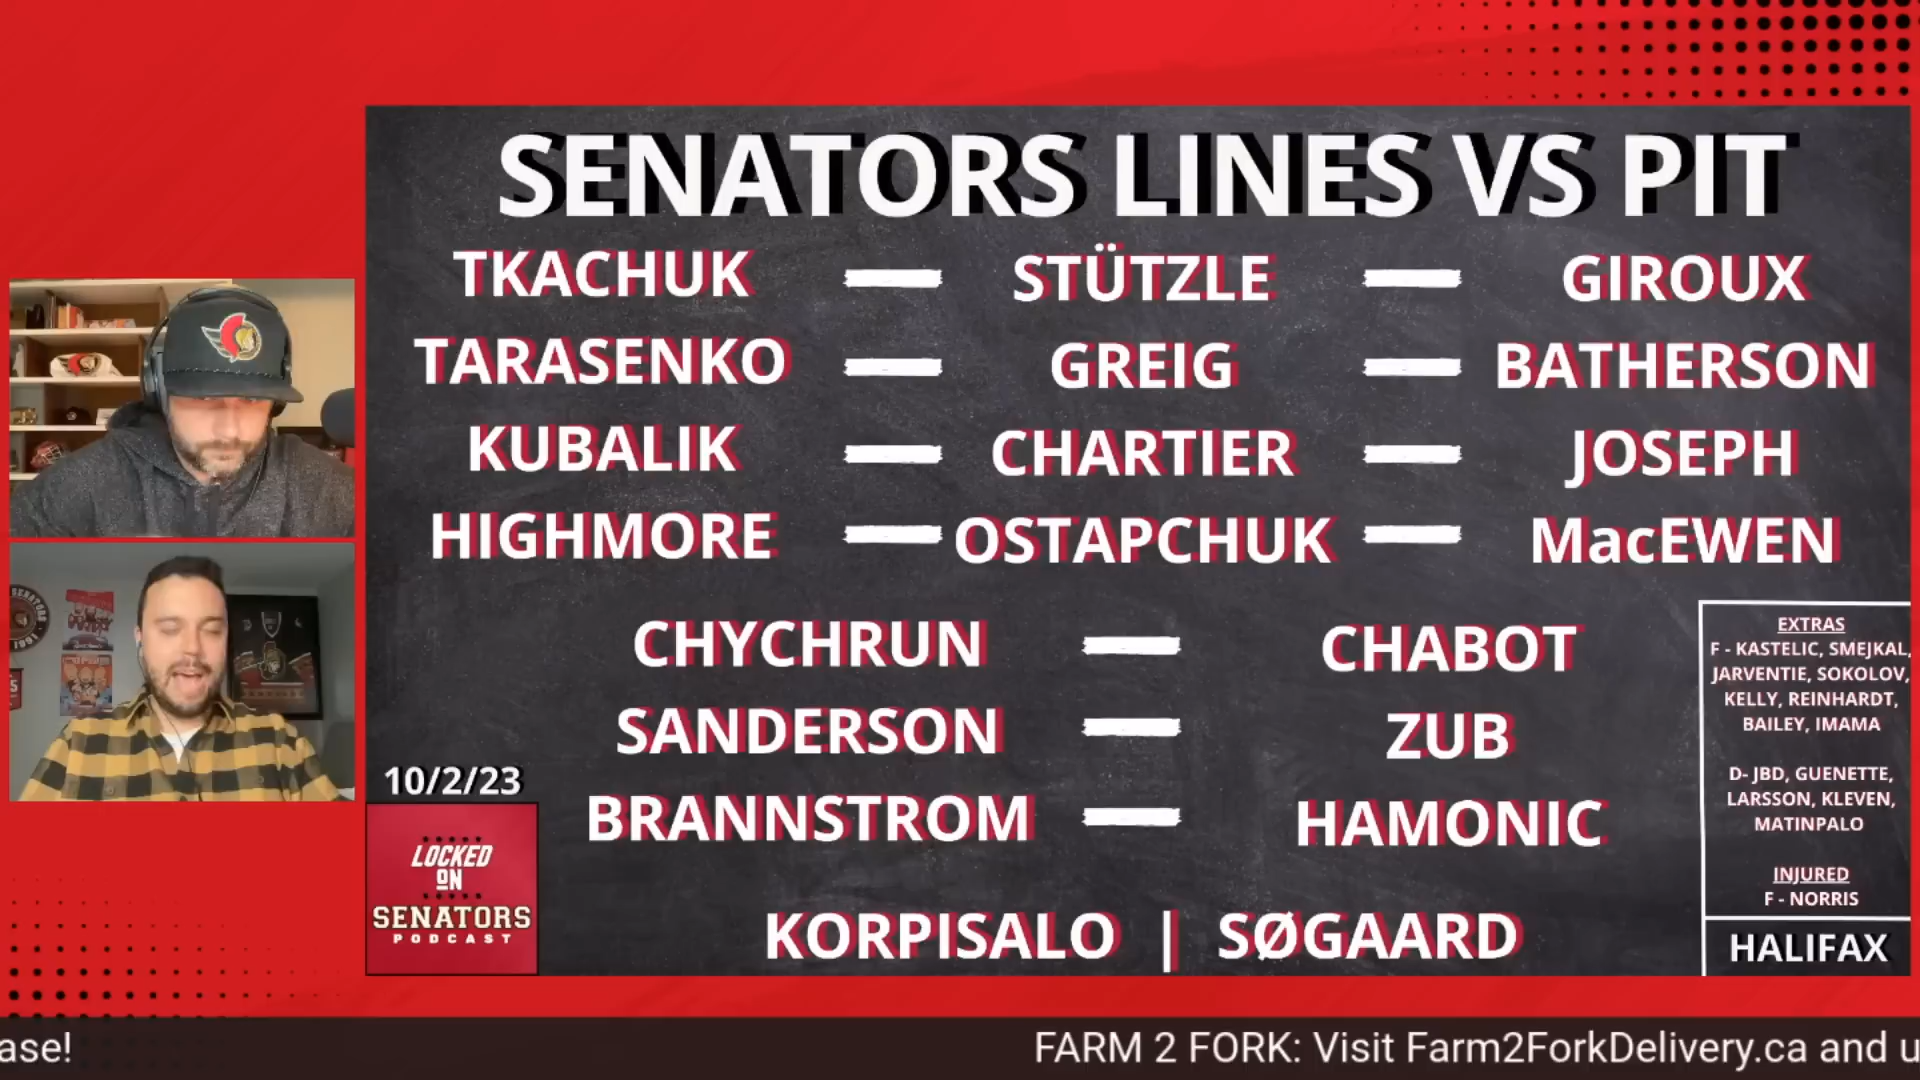 SENATORS LINES VS PIT
TKACHUK — STÜTZLE — GIROUX
TARASENKO — GREIG — BATHERSON
KUBALIK — CHARTIER — JOSEPH
HIGHMORE — OSTAPCHUK — MacEWEN
CHYCHRUN — CHABOT
SANDERSON — ZUB
BRANNSTROM — HAMONIC
KORPISALO | SØGAARD
EXTRAS
F - KASTELIC, SMEJKAL,
JARVENTIE, SOKOLOV,
KELLY, REINHARDT,
BAILEY, IMAMA
D- JBD, GUENETTE,
LARSSON, KLEVEN,
MATINPALO
INJURED
F - NORRIS
HALIFAX
10/2/23
LOCKED
ON
SENATORS
PODCAST
ase!
FARM 2 FORK: Visit Farm2ForkDelivery.ca and u